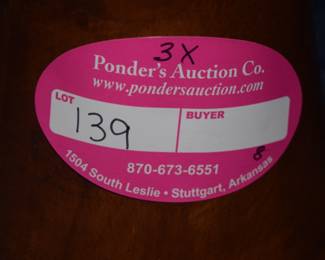 3X
Ponder's Auction Co.
www.pondersauction.com
LOT
139
BUYER
8
870-673-6551
1504 South Leslie • Stuttgart, Arkansas